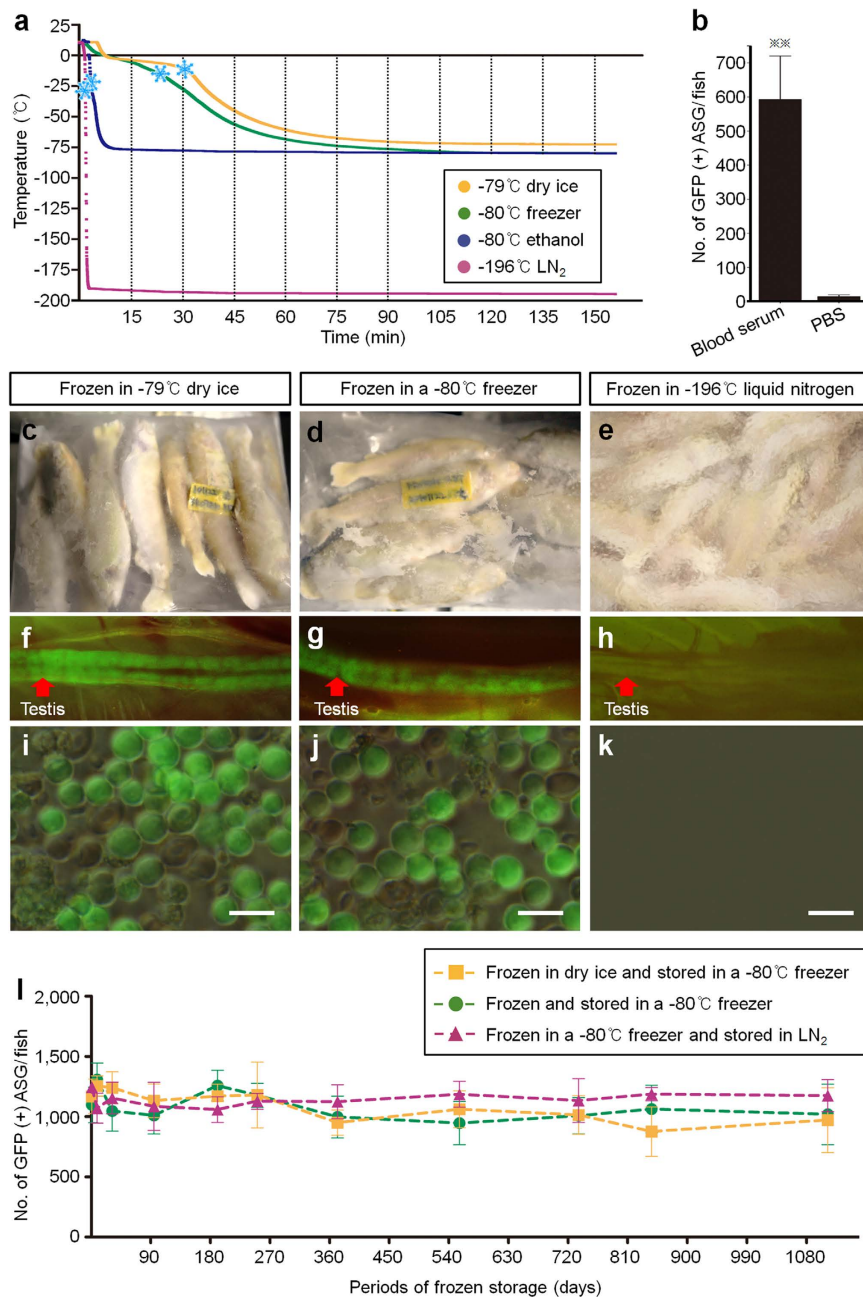 a
25
0
-25
-50
-75
-100
-125
-150
-175
-200
Temperature (℃)
15 30 45 60 75 90 105 120 135 150
Time (min)
-79℃ dry ice
-80℃ freezer
-80℃ ethanol
-196℃ LN2
b
※※
700
600
500
400
300
200
100
0
No. of GFP (+) ASG/fish
Blood serum
PBS
Frozen in -79℃ dry ice
Frozen in a -80℃ freezer
Frozen in -196℃ liquid nitrogen
c
d
e
f
Testis
g
Testis
h
Testis
i
j
k
l
Frozen in dry ice and stored in a -80℃ freezer
Frozen and stored in a -80℃ freezer
Frozen in a -80℃ freezer and stored in LN2
2,000
1,500
1,000
500
0
No. of GFP (+) ASG/fish
90 180 270 360 450 540 630 720 810 900 990 1080
Periods of frozen storage (days)